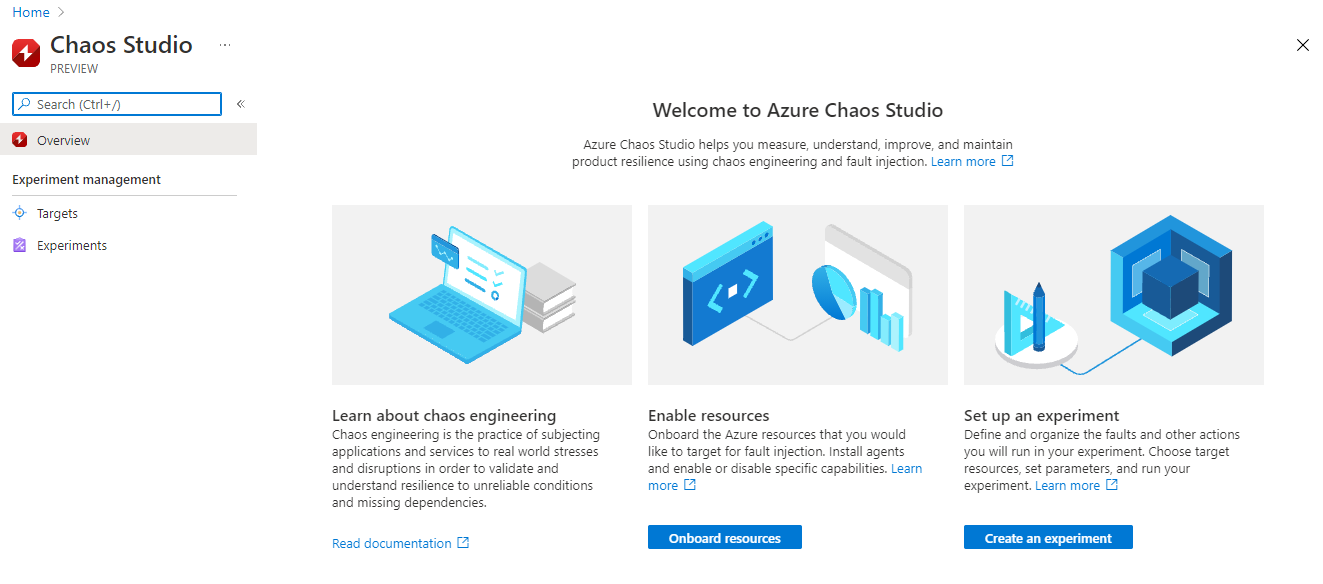 Home
Chaos Studio
PREVIEW
Search (Ctrl+/)
Overview
Experiment management
Targets
Experiments
Welcome to Azure Chaos Studio
Azure Chaos Studio helps you measure, understand, improve, and maintain
product resilience using chaos engineering and fault injection. Learn more
Learn about chaos engineering
Chaos engineering is the practice of subjecting
applications and services to real world stresses
and disruptions in order to validate and
understand resilience to unreliable conditions
and missing dependencies.
Read documentation
Enable resources
Onboard the Azure resources that you would
like to target for fault injection. Install agents
and enable or disable specific capabilities. Learn
more
Onboard resources
Set up an experiment
Define and organize the faults and other actions
you will run in your experiment. Choose target
resources, set parameters, and run your
experiment. Learn more
Create an experiment